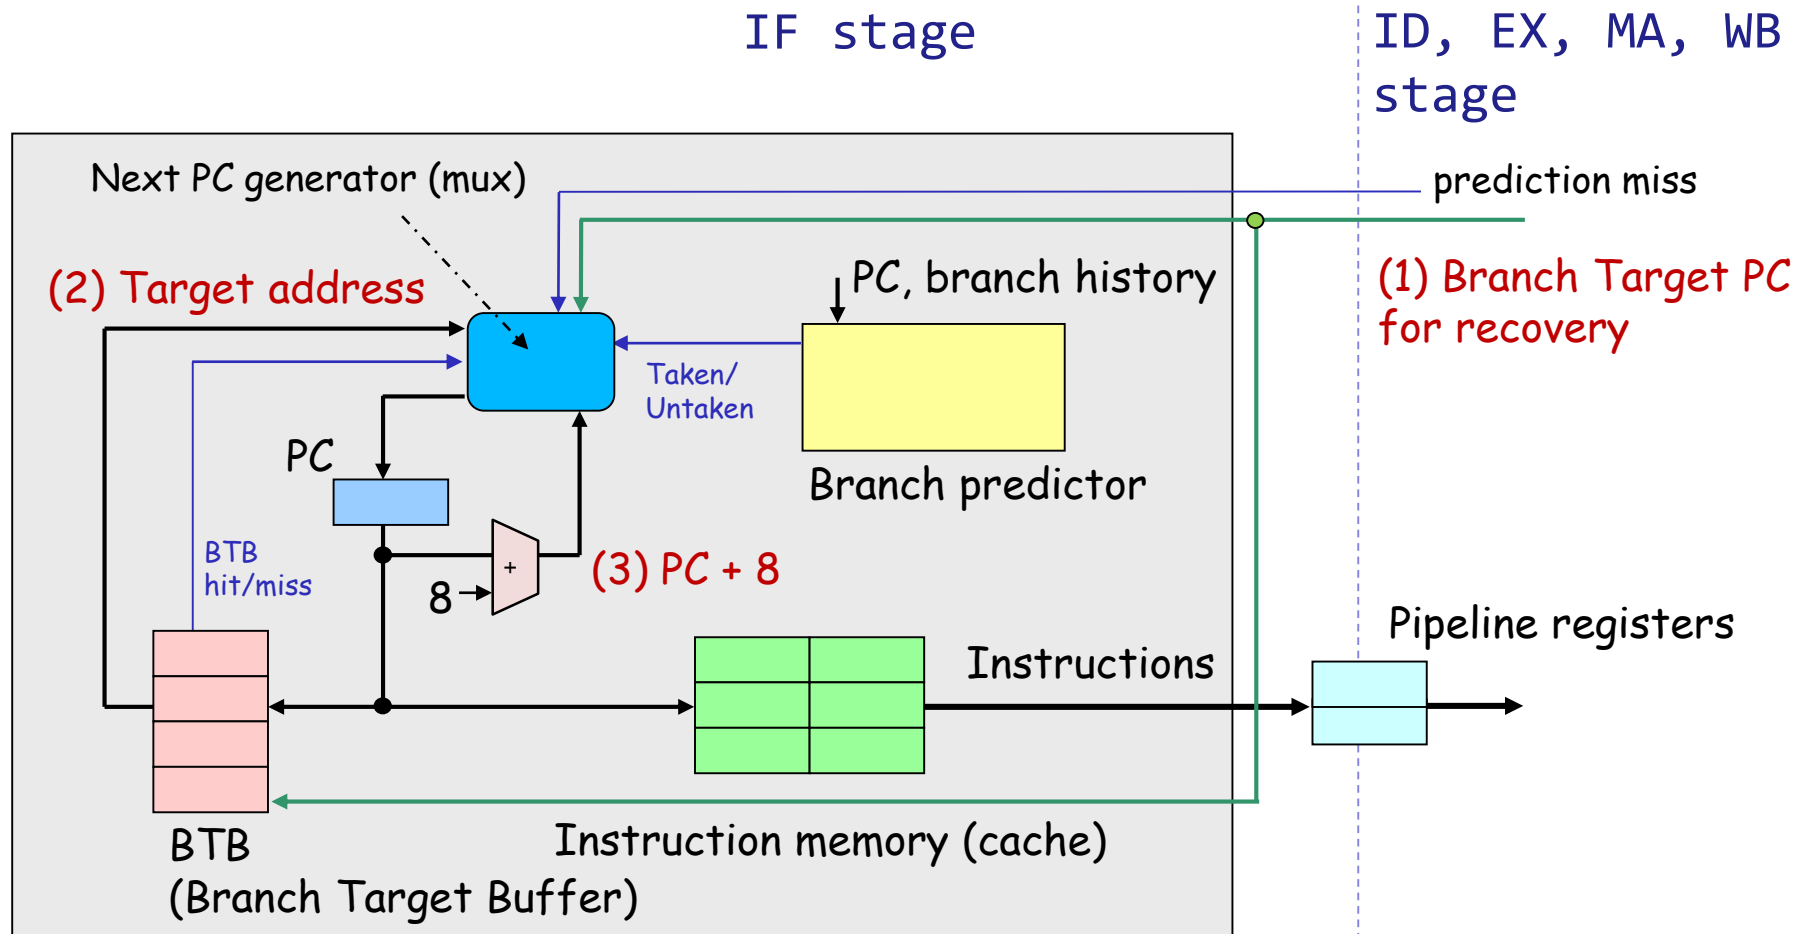 IF stage
ID, EX, MA, WB
stage
Next PC generator (mux)
prediction miss
(2) Target address
PC, branch history
(1) Branch Target PC
for recovery
Taken/
Untaken
PC
Branch predictor
BTB
hit/miss
+
8
(3) PC + 8
Pipeline registers
Instructions
BTB
(Branch Target Buffer)
Instruction memory (cache)